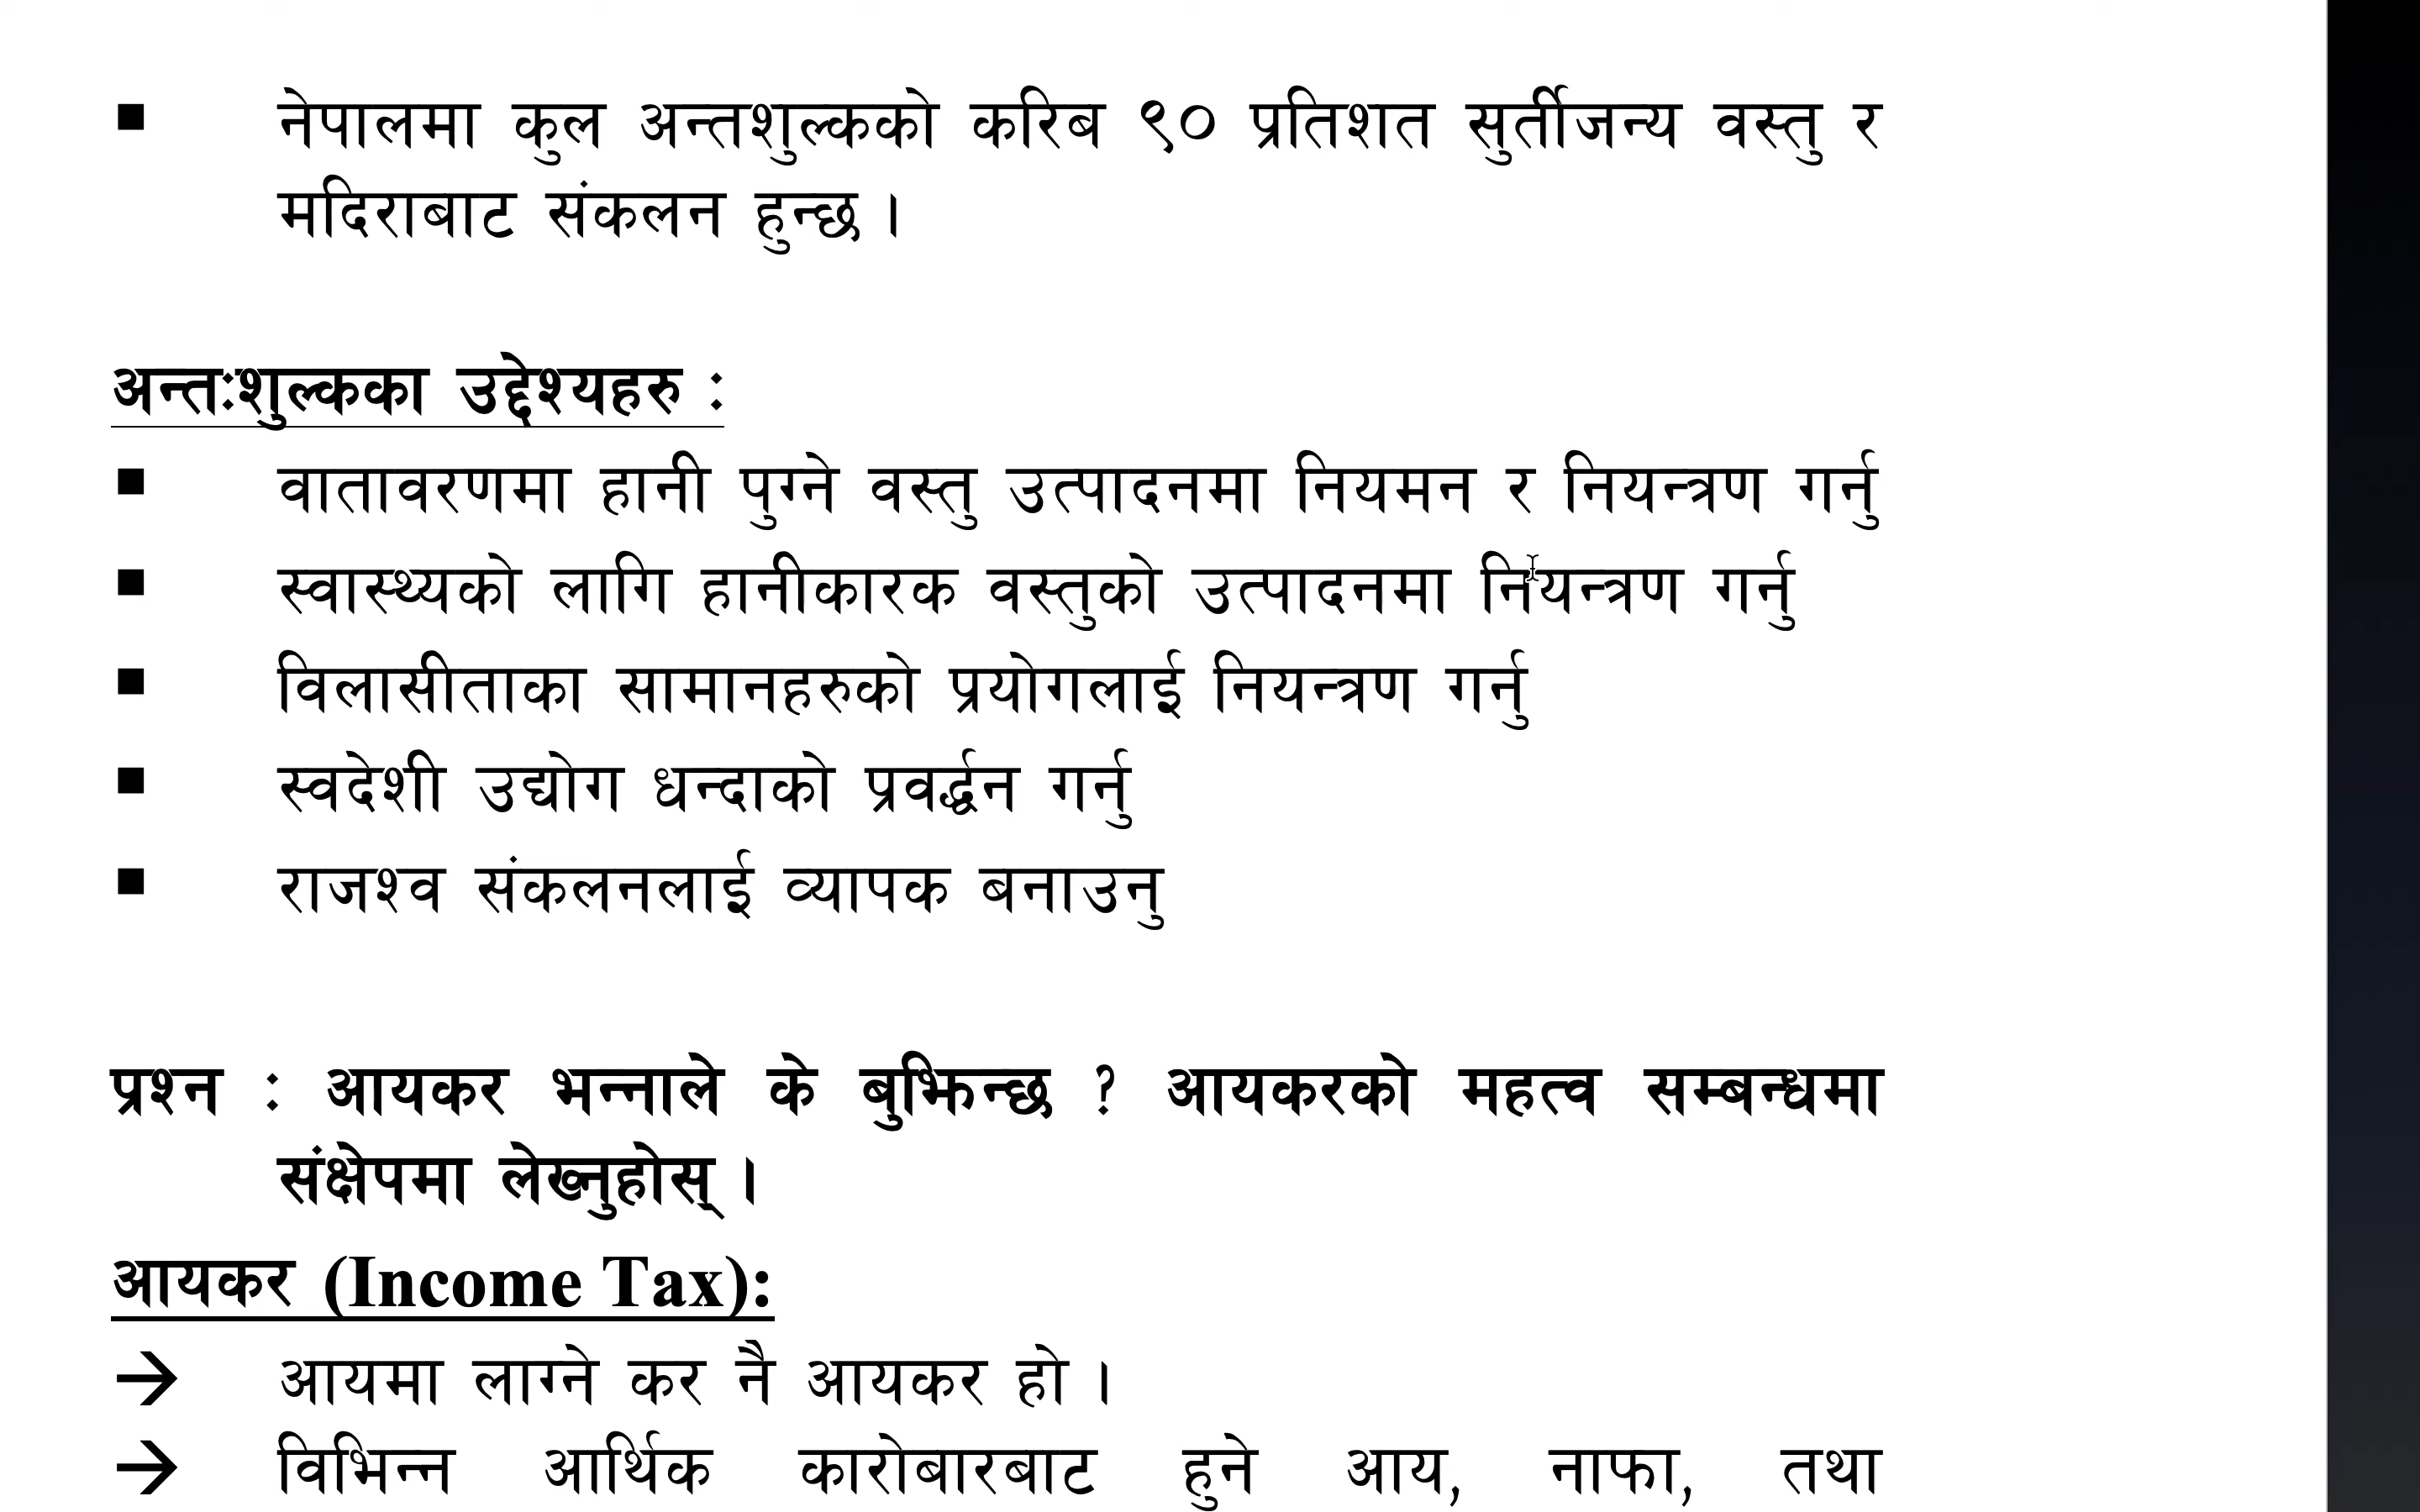 ■ नेपालमा कुल अन्तशुल्कको करिब ९० प्रतिशत सुर्तीजन्य वस्तु र
मदिराबाट संकलन हुन्छ।
अन्तःशुल्कका उद्देश्यहरु :
■ वातावरणमा हानी पुग्ने वस्तु उत्पादनमा नियमन र नियन्त्रण गर्नु
■ स्वास्थ्यको लागि हानीकारक वस्तुको उत्पादनमा नियन्त्रण गर्नु
■ विलासीताका सामानहरुको प्रयोगलाई नियन्त्रण गर्नु
■ स्वदेशी उद्योग धन्दाको प्रवर्द्धन गर्नु
■ राजश्व संकलनलाई व्यापक बनाउनु
प्रश्न : आयकर भन्नाले के बुझिन्छ ? आयकरको महत्व सम्बन्धमा
संक्षेपमा लेख्नुहोस् ।
आयकर (Income Tax):
→ आयमा लाग्ने कर नै आयकर हो ।
→ विभिन्न आर्थिक कारोबारबाट हुने आय, नाफा, तथा